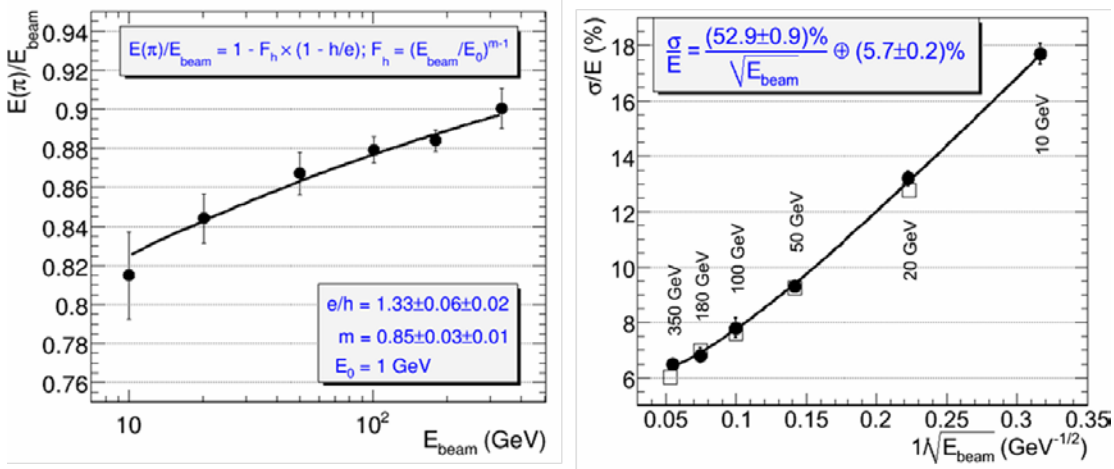 E(π)/E_beam
0.94
0.92
0.9
0.88
0.86
0.84
0.82
0.8
0.78
0.76
E(π)/E_beam = 1 - F_h × (1 - h/e); F_h = (E_beam/E_0)^{m-1}
e/h = 1.33±0.06±0.02
m = 0.85±0.03±0.01
E_0 = 1 GeV
10
10²
E_beam (GeV)
σ/E (%)
18
16
14
12
10
8
6
σ/E = (52.9±0.9)%/√E_beam ⊕ (5.7±0.2)%
350 GeV
180 GeV
100 GeV
50 GeV
20 GeV
10 GeV
0.05
0.1
0.15
0.2
0.25
0.3
0.35
1/√E_beam (GeV^{-1/2})